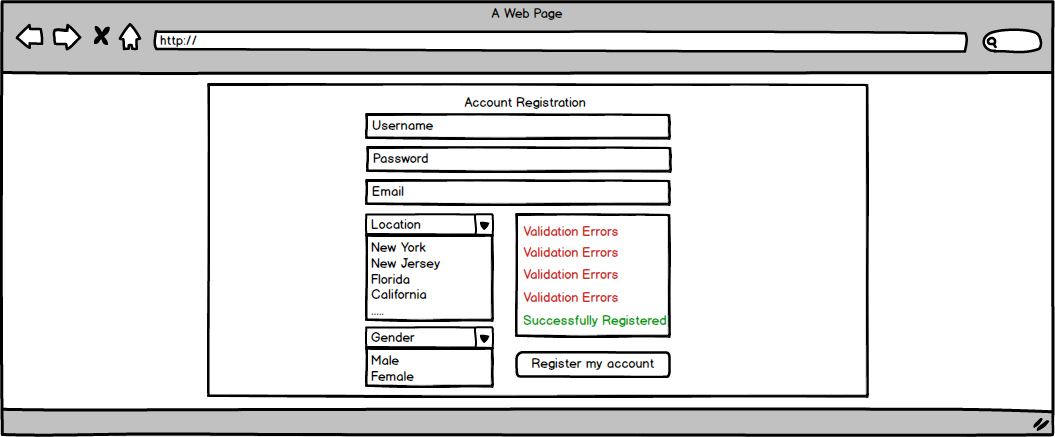 A Web Page
http://
Account Registration
Username
Password
Email
Location
New York
New Jersey
Florida
California
.....
Gender
Male
Female
Validation Errors
Validation Errors
Validation Errors
Validation Errors
Successfully Registered
Register my account